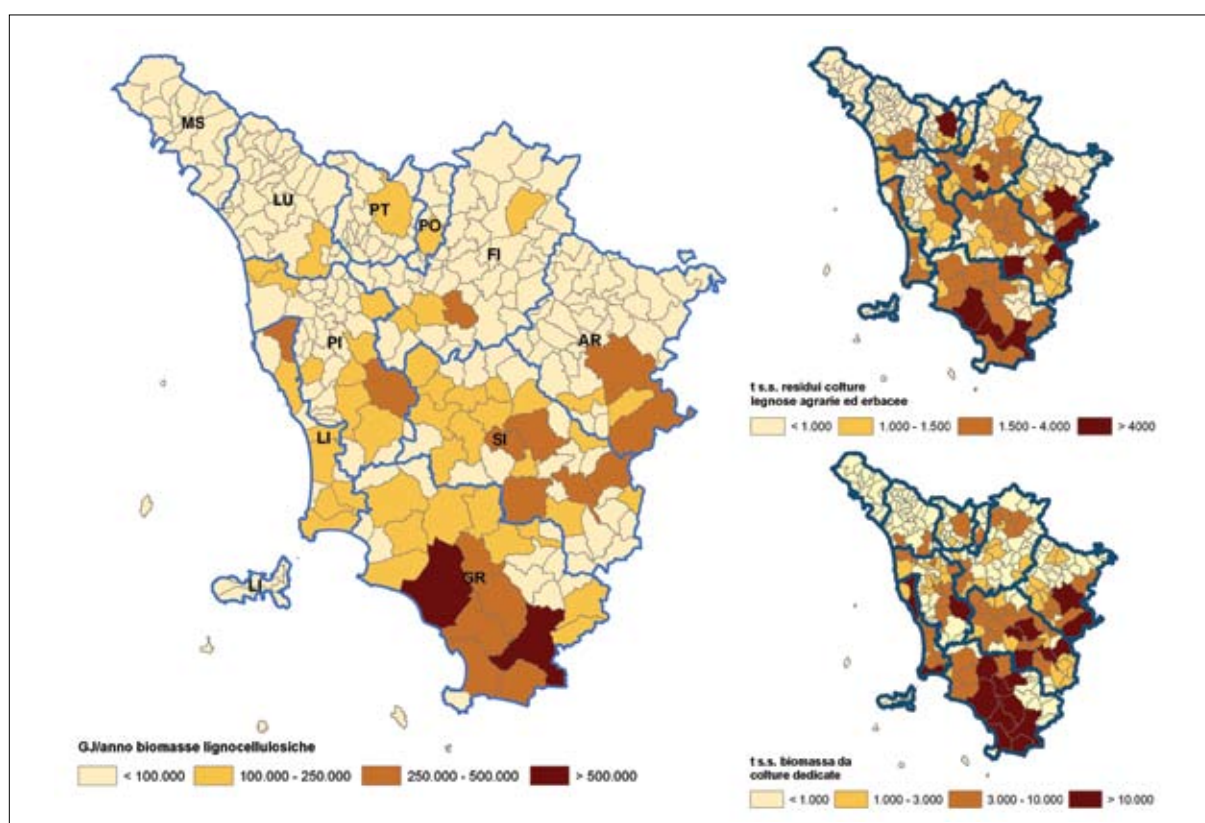 MS
LU
PT
PO
FI
PI
AR
LI
SI
GR
LI
GJ/anno biomasse lignocellulosiche
< 100.000 100.000 - 250.000 250.000 - 500.000 > 500.000
t s.s. residui colture
legnose agrarie ed erbacee
< 1.000 1.000 - 1.500 1.500 - 4.000 > 4000
t s.s. biomassa da
colture dedicate
< 1.000 1.000 - 3.000 3.000 - 10.000 > 10.000